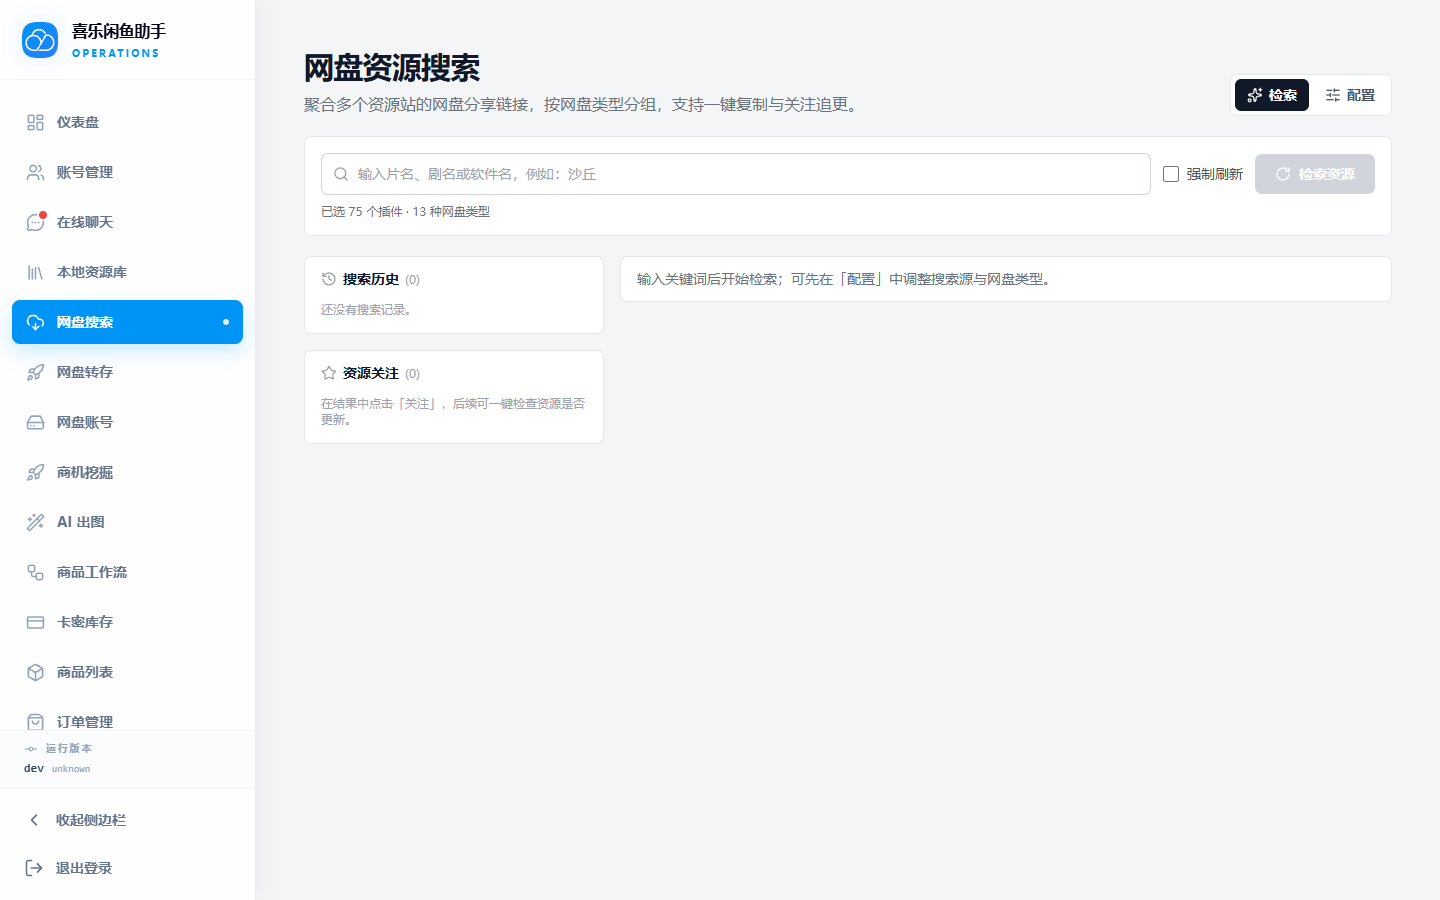 喜乐闲鱼助手
OPERATIONS
仪表盘
账号管理
在线聊天
本地资源库
网盘搜索
网盘转存
网盘账号
商机挖掘
AI 出图
商品工作流
卡密库存
商品列表
订单管理
运行版本
dev unknown
收起侧边栏
退出登录
网盘资源搜索
聚合多个资源站的网盘分享链接，按网盘类型分组，支持一键复制与关注追更。
检索
配置
输入片名、剧名或软件名，例如：沙丘
强制刷新
检索资源
已选 75 个插件 · 13 种网盘类型
搜索历史 (0)
还没有搜索记录。
资源关注 (0)
在结果中点击「关注」，后续可一键检查资源是否
更新。
输入关键词后开始检索；可先在「配置」中调整搜索源与网盘类型。